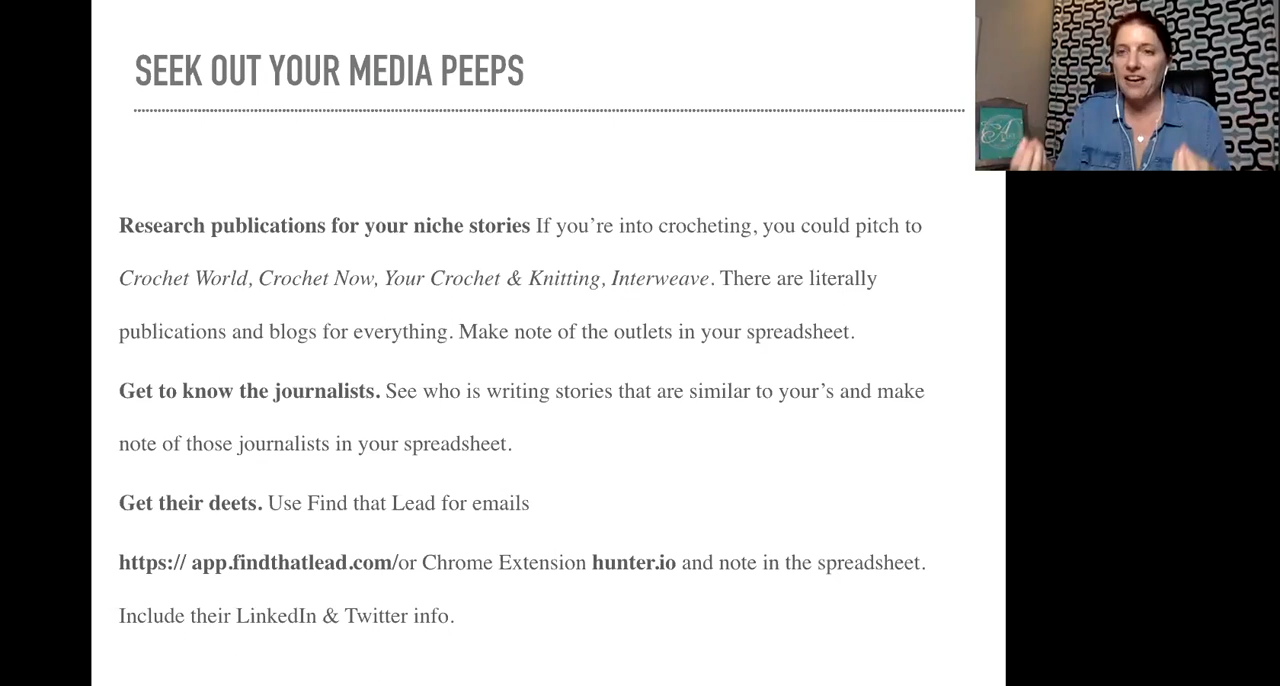 SEEK OUT YOUR MEDIA PEEPS
Research publications for your niche stories If you’re into crocheting, you could pitch to
Crochet World, Crochet Now, Your Crochet & Knitting, Interweave. There are literally
publications and blogs for everything. Make note of the outlets in your spreadsheet.
Get to know the journalists. See who is writing stories that are similar to your’s and make
note of those journalists in your spreadsheet.
Get their deets. Use Find that Lead for emails
https:// app.findthatlead.com/or Chrome Extension hunter.io and note in the spreadsheet.
Include their LinkedIn & Twitter info.